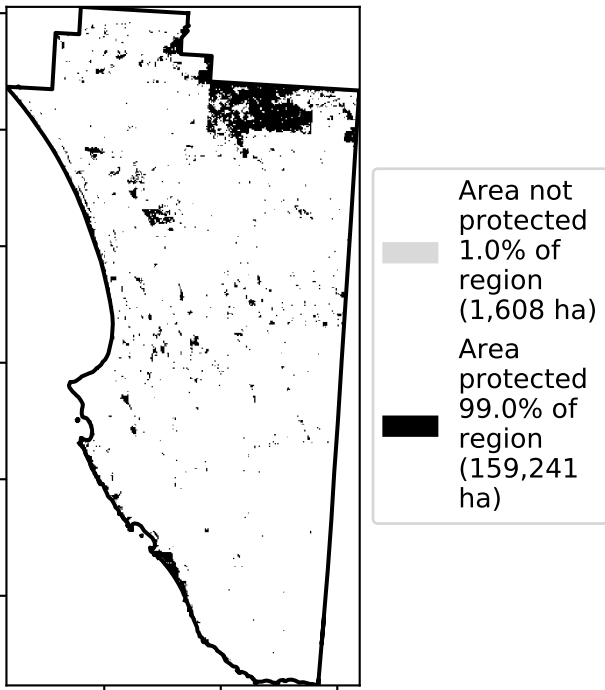 Area not
protected
1.0% of
region
(1,608 ha)
Area
protected
99.0% of
region
(159,241
ha)